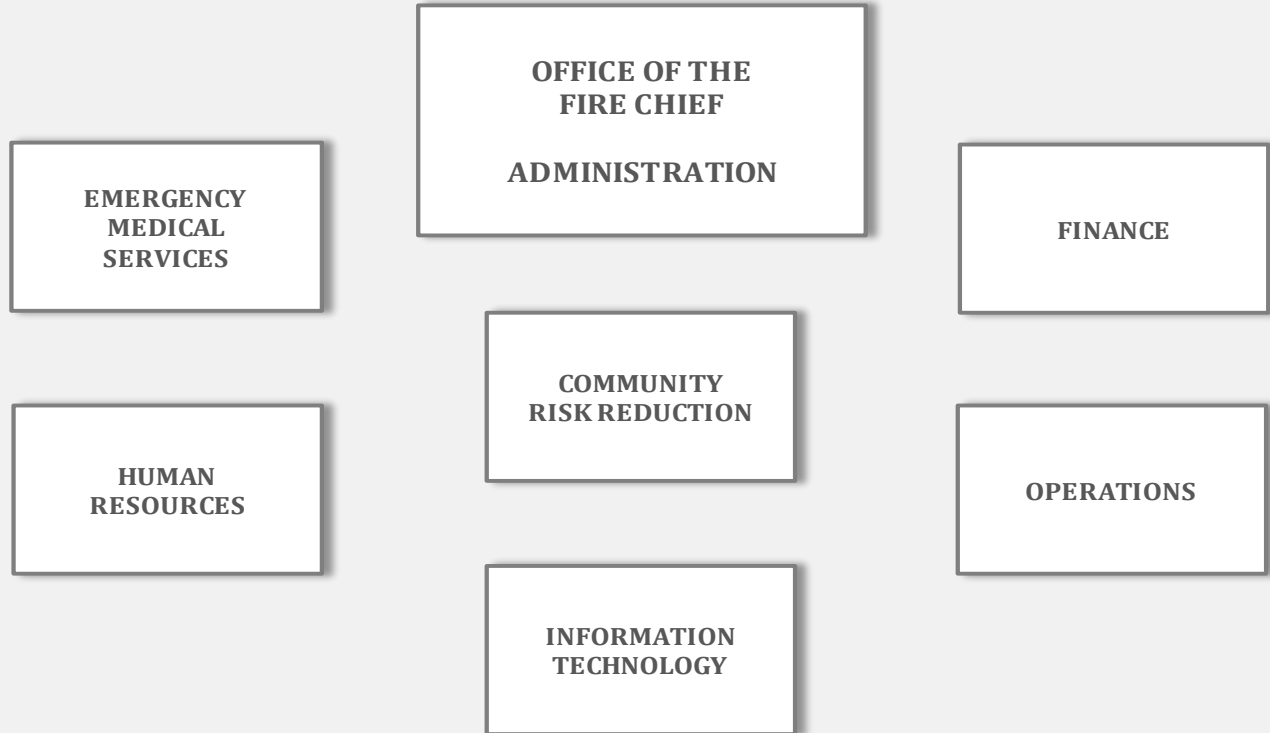 OFFICE OF THE
FIRE CHIEF
ADMINISTRATION
EMERGENCY
MEDICAL
SERVICES
FINANCE
COMMUNITY
RISK REDUCTION
HUMAN
RESOURCES
OPERATIONS
INFORMATION
TECHNOLOGY